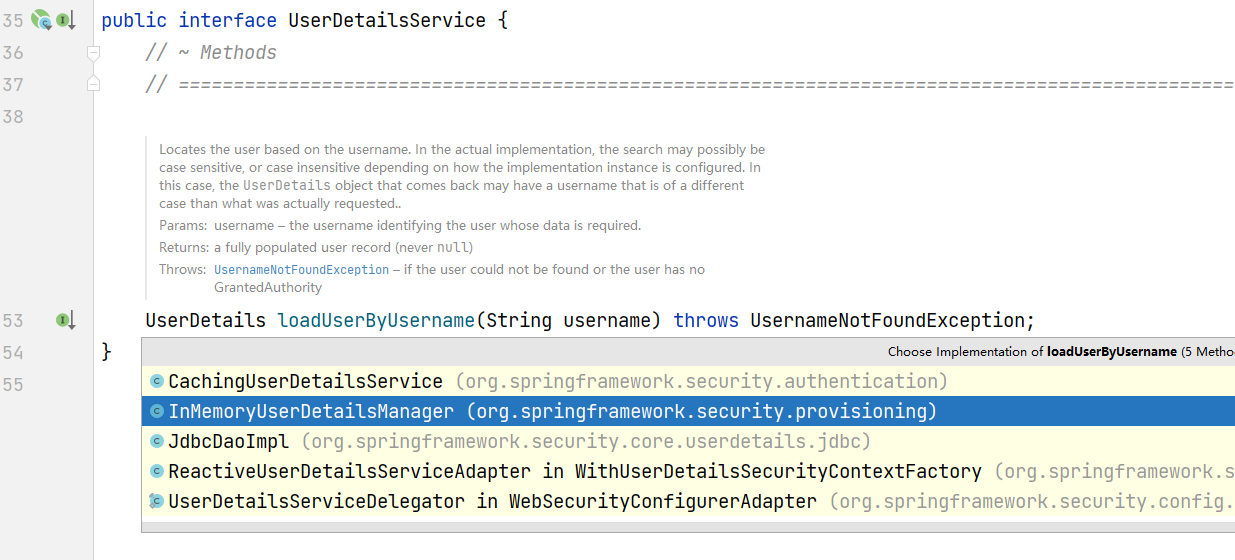 35 public interface UserDetailsService {
36 // ~ Methods
37 // ================================================================================================
38
Locates the user based on the username. In the actual implementation, the search may possibly be
case sensitive, or case insensitive depending on how the implementation instance is configured. In
this case, the UserDetails object that comes back may have a username that is of a different
case than what was actually requested..
Params: username – the username identifying the user whose data is required.
Returns: a fully populated user record (never null)
Throws: UsernameNotFoundException – if the user could not be found or the user has no
GrantedAuthority
53 UserDetails loadUserByUsername(String username) throws UsernameNotFoundException;
54 }
Choose Implementation of loadUserByUsername (5 Metho
55
CachingUserDetailsService (org.springframework.security.authentication)
InMemoryUserDetailsManager (org.springframework.security.provisioning)
JdbcDaoImpl (org.springframework.security.core.userdetails.jdbc)
ReactiveUserDetailsServiceAdapter in WithUserDetailsSecurityContextFactory (org.springframework.s
UserDetailsServiceDelegator in WebSecurityConfigurerAdapter (org.springframework.security.config.